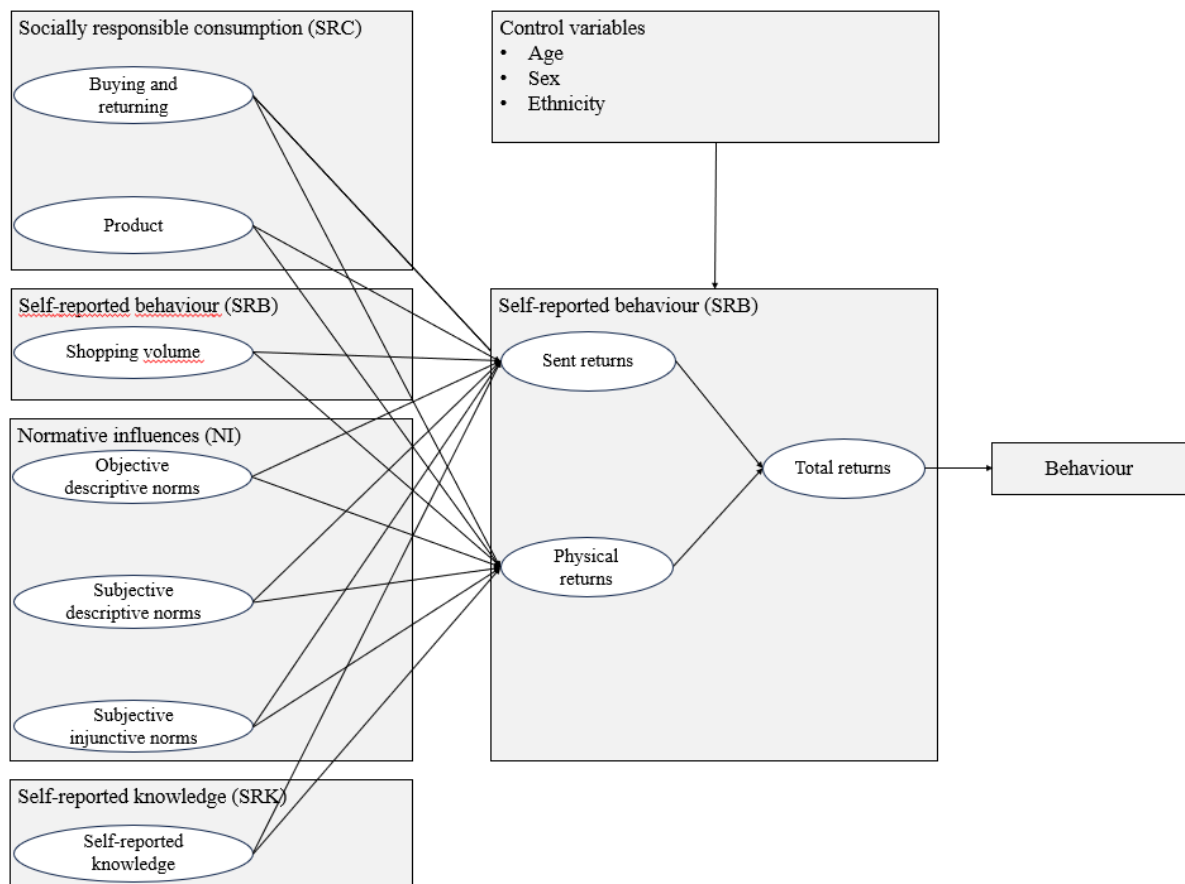 Socially responsible consumption (SRC)
Buying and
returning
Product
Self-reported behaviour (SRB)
Shopping volume
Normative influences (NI)
Objective
descriptive norms
Subjective
descriptive norms
Subjective
injunctive norms
Self-reported knowledge (SRK)
Self-reported
knowledge
Control variables
• Age
• Sex
• Ethnicity
Self-reported behaviour (SRB)
Sent returns
Physical
returns
Total returns
Behaviour